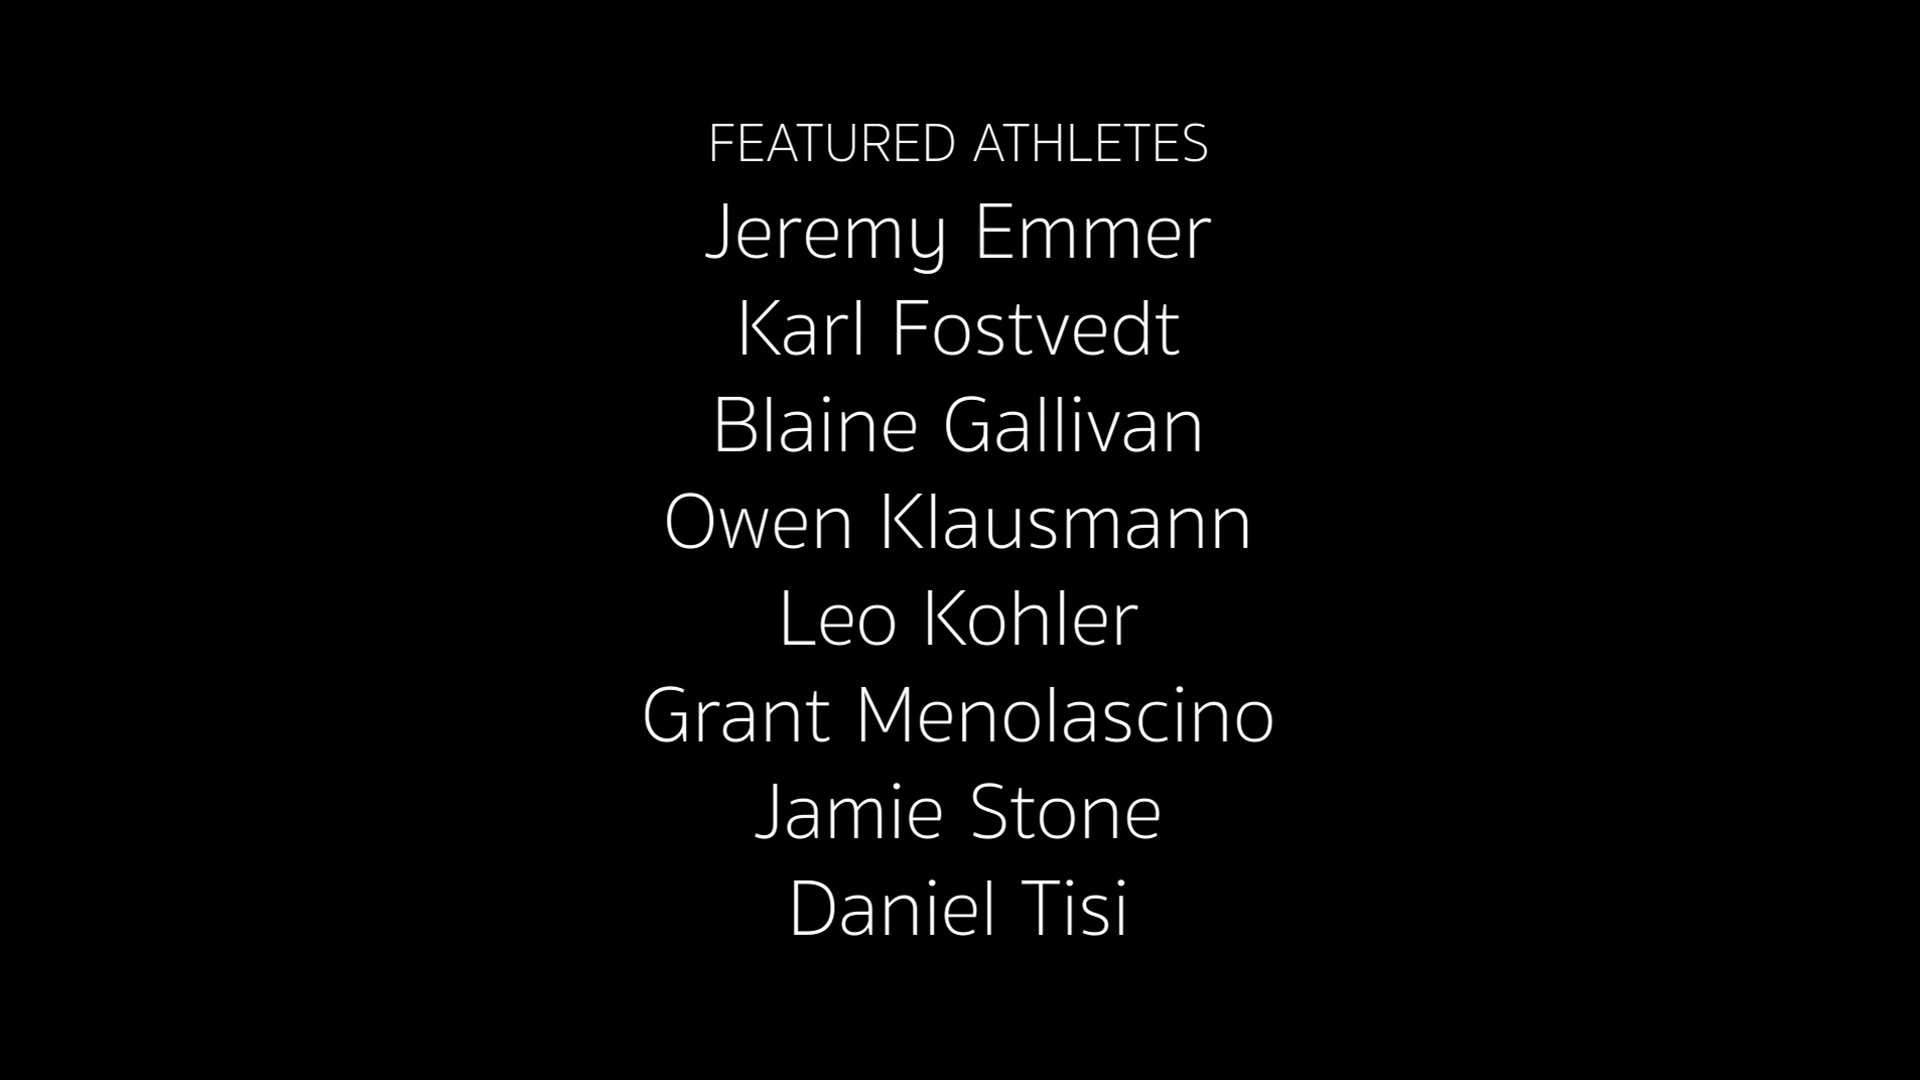 FEATURED ATHLETES
Jeremy Emmer
Karl Fostvedt
Blaine Gallivan
Owen Klausmann
Leo Kohler
Grant Menolascino
Jamie Stone
Daniel Tisi